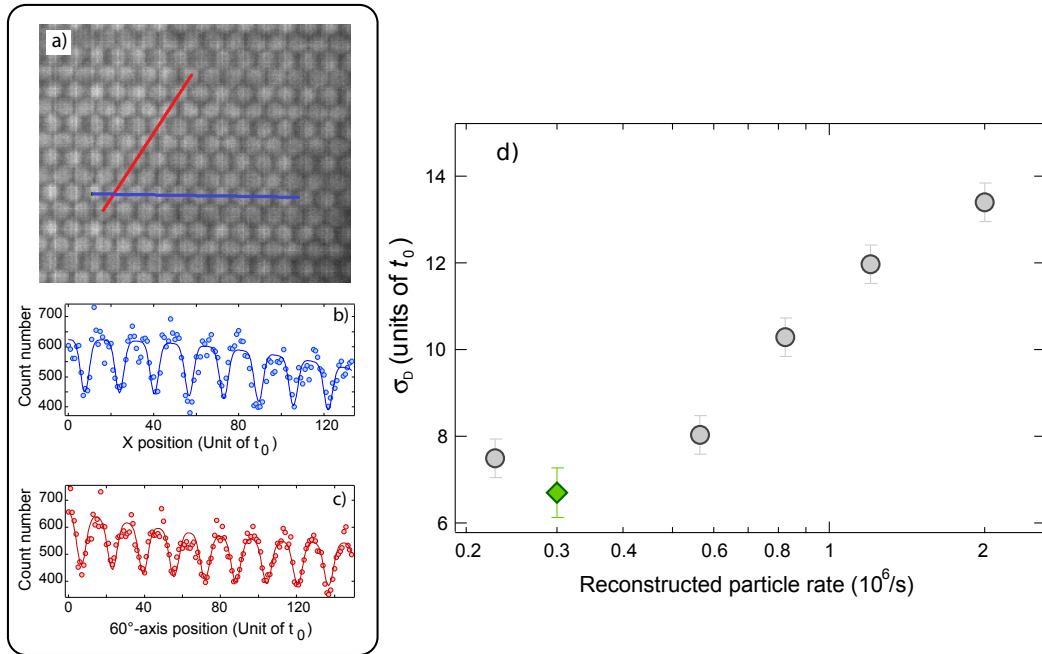 a)
b)
700
600
500
400
Count number
0
40
80
120
X position (Unit of t0)
c)
700
600
500
400
Count number
0
40
80
120
60°-axis position (Unit of t0)
d)
14
12
10
8
6
σD (units of t0)
0.2
0.3
0.4
0.6
0.8
1
2
Reconstructed particle rate (10^6/s)